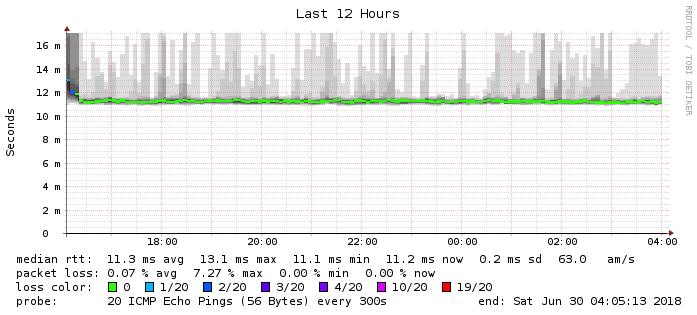 Last 12 Hours
RRDTOOL / TOBI OETIKER
Seconds
16 m
14 m
12 m
10 m
8 m
6 m
4 m
2 m
0
18:00 20:00 22:00 00:00 02:00 04:00
median rtt: 11.3 ms avg 13.1 ms max 11.1 ms min 11.2 ms now 0.2 ms sd 63.0 am/s
packet loss: 0.07 % avg 7.27 % max 0.00 % min 0.00 % now
loss color: 0 1/20 2/20 3/20 4/20 10/20 19/20
probe: 20 ICMP Echo Pings (56 Bytes) every 300s end: Sat Jun 30 04:05:13 2018